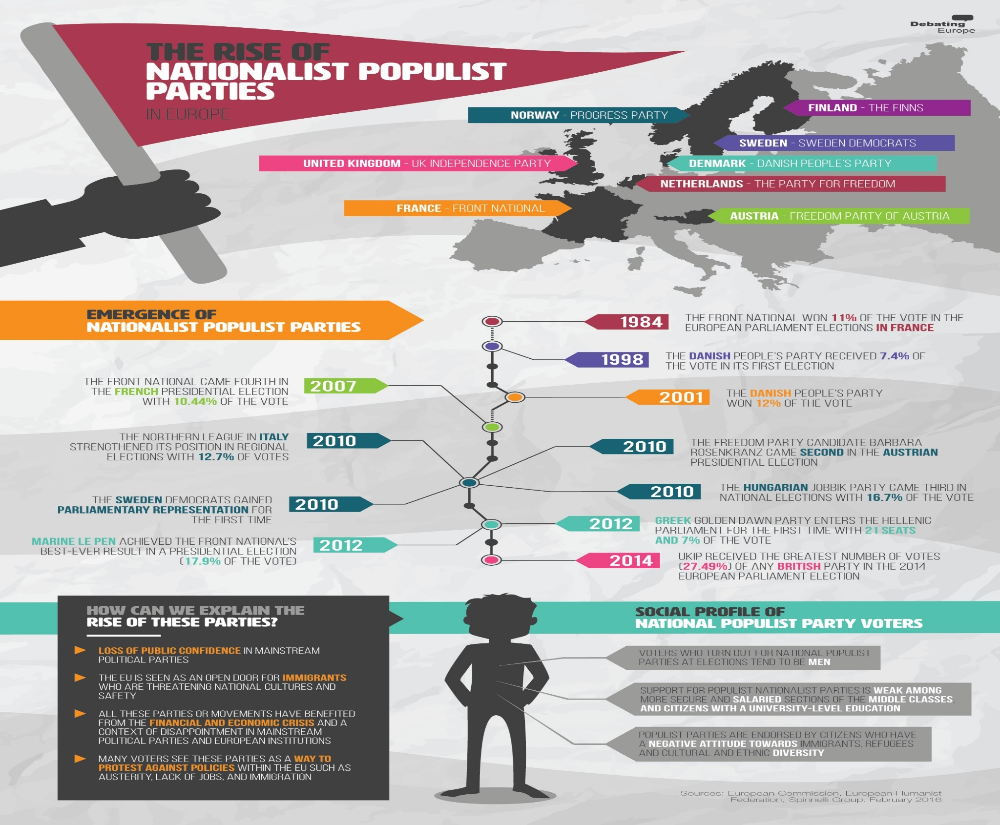 Debating
Europe
THE RISE OF
NATIONALIST POPULIST
PARTIES
IN EUROPE
NORWAY - PROGRESS PARTY
FINLAND - THE FINNS
SWEDEN - SWEDEN DEMOCRATS
UNITED KINGDOM - UK INDEPENDENCE PARTY
DENMARK - DANISH PEOPLE'S PARTY
NETHERLANDS - THE PARTY FOR FREEDOM
FRANCE - FRONT NATIONAL
AUSTRIA - FREEDOM PARTY OF AUSTRIA
EMERGENCE OF
NATIONALIST POPULIST PARTIES
1984
THE FRONT NATIONAL WON 11% OF THE VOTE IN THE
EUROPEAN PARLIAMENT ELECTIONS IN FRANCE
1998
THE DANISH PEOPLE'S PARTY RECEIVED 7.4% OF
THE VOTE IN ITS FIRST ELECTION
THE FRONT NATIONAL CAME FOURTH IN
THE FRENCH PRESIDENTIAL ELECTION
WITH 10.44% OF THE VOTE
2007
2001
THE DANISH PEOPLE'S PARTY
WON 12% OF THE VOTE
THE NORTHERN LEAGUE IN ITALY
STRENGTHENED ITS POSITION IN REGIONAL
ELECTIONS WITH 12.7% OF VOTES
2010
2010
THE FREEDOM PARTY CANDIDATE BARBARA
ROSENKRANZ CAME SECOND IN THE AUSTRIAN
PRESIDENTIAL ELECTION
2010
THE HUNGARIAN JOBBIK PARTY CAME THIRD IN
NATIONAL ELECTIONS WITH 16.7% OF THE VOTE
THE SWEDEN DEMOCRATS GAINED
PARLIAMENTARY REPRESENTATION FOR
THE FIRST TIME
2010
2012
GREEK GOLDEN DAWN PARTY ENTERS THE HELLENIC
PARLIAMENT FOR THE FIRST TIME WITH 21 SEATS
AND 7% OF THE VOTE
MARINE LE PEN ACHIEVED THE FRONT NATIONAL'S
BEST-EVER RESULT IN A PRESIDENTIAL ELECTION
(17.9% OF THE VOTE)
2012
2014
UKIP RECEIVED THE GREATEST NUMBER OF VOTES
(27.49%) OF ANY BRITISH PARTY IN THE 2014
EUROPEAN PARLIAMENT ELECTION
HOW CAN WE EXPLAIN THE
RISE OF THESE PARTIES?
LOSS OF PUBLIC CONFIDENCE IN MAINSTREAM
POLITICAL PARTIES
THE EU IS SEEN AS AN OPEN DOOR FOR IMMIGRANTS
WHO ARE THREATENING NATIONAL CULTURES AND
SAFETY
ALL THESE PARTIES OR MOVEMENTS HAVE BENEFITED
FROM THE FINANCIAL AND ECONOMIC CRISIS AND A
CONTEXT OF DISAPPOINTMENT IN MAINSTREAM
POLITICAL PARTIES AND EUROPEAN INSTITUTIONS
MANY VOTERS SEE THESE PARTIES AS A WAY TO
PROTEST AGAINST POLICIES WITHIN THE EU SUCH AS
AUSTERITY, LACK OF JOBS, AND IMMIGRATION
SOCIAL PROFILE OF
NATIONAL POPULIST PARTY VOTERS
VOTERS WHO TURN OUT FOR NATIONAL POPULIST
PARTIES AT ELECTIONS TEND TO BE MEN
SUPPORT FOR POPULIST NATIONALIST PARTIES IS WEAK AMONG
MORE SECURE AND SALARIED SECTIONS OF THE MIDDLE CLASSES,
AND CITIZENS WITH A UNIVERSITY-LEVEL EDUCATION
POPULIST PARTIES ARE ENDORSED BY CITIZENS WHO HAVE
A NEGATIVE ATTITUDE TOWARDS IMMIGRANTS, REFUGEES
AND CULTURAL AND ETHNIC DIVERSITY
Sources: European Commission, European Humanist
Federation, Spinnelli Group. February 2016